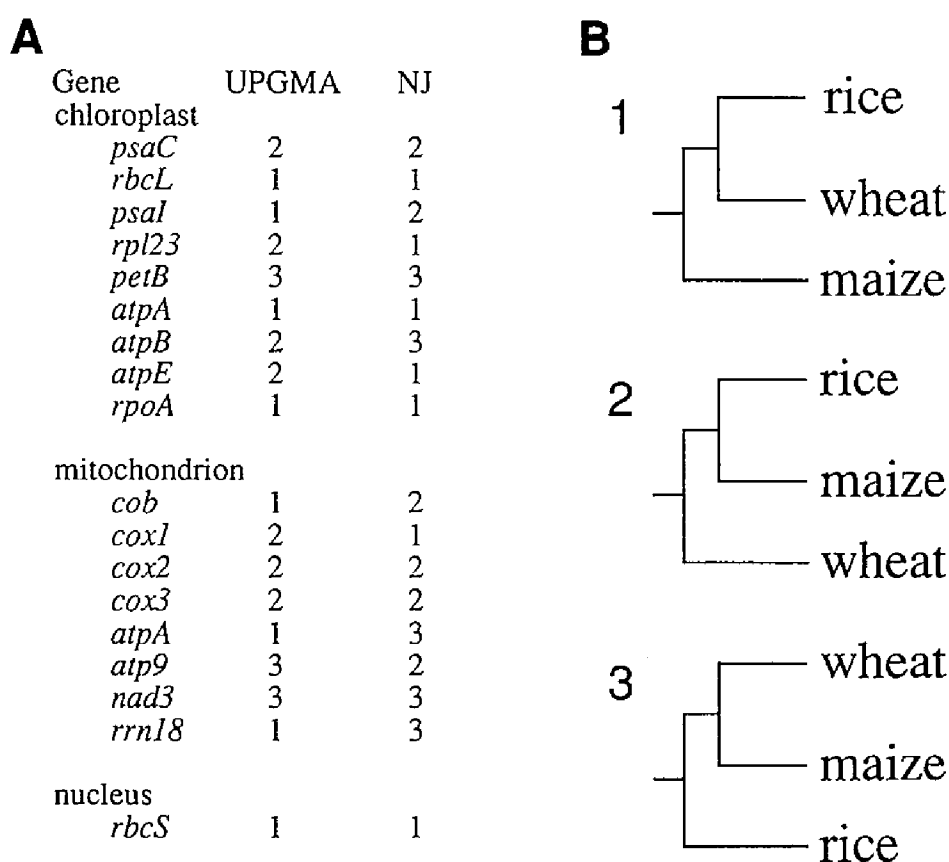 A
Gene UPGMA NJ
chloroplast
psaC 2 2
rbcL 1 1
psaI 1 2
rpl23 2 1
petB 3 3
atpA 1 1
atpB 2 3
atpE 2 1
rpoA 1 1
mitochondrion
cob 1 2
cox1 2 1
cox2 2 2
cox3 2 2
atpA 1 3
atp9 3 2
nad3 3 3
rrn18 1 3
nucleus
rbcS 1 1
B
1
rice
wheat
maize
2
rice
maize
wheat
3
wheat
maize
rice